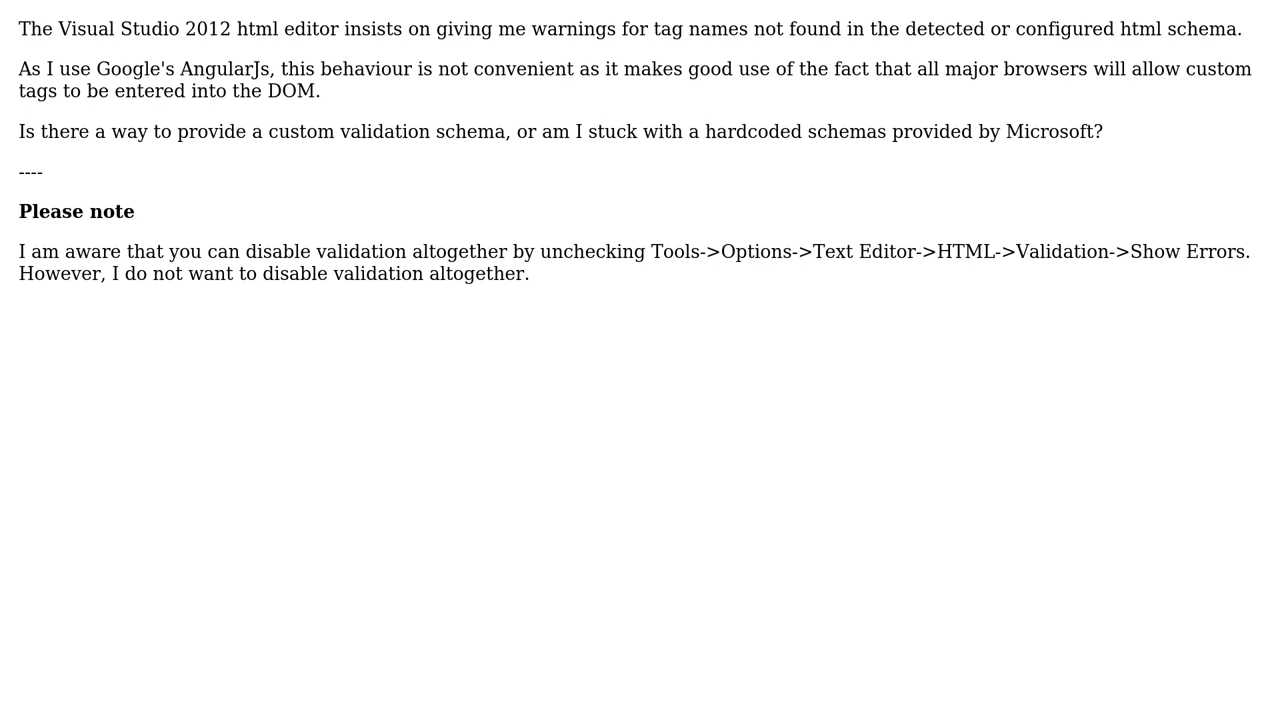 The Visual Studio 2012 html editor insists on giving me warnings for tag names not found in the detected or configured html schema.
As I use Google's AngularJs, this behaviour is not convenient as it makes good use of the fact that all major browsers will allow custom
tags to be entered into the DOM.
Is there a way to provide a custom validation schema, or am I stuck with a hardcoded schemas provided by Microsoft?
----
Please note
I am aware that you can disable validation altogether by unchecking Tools->Options->Text Editor->HTML->Validation->Show Errors.
However, I do not want to disable validation altogether.